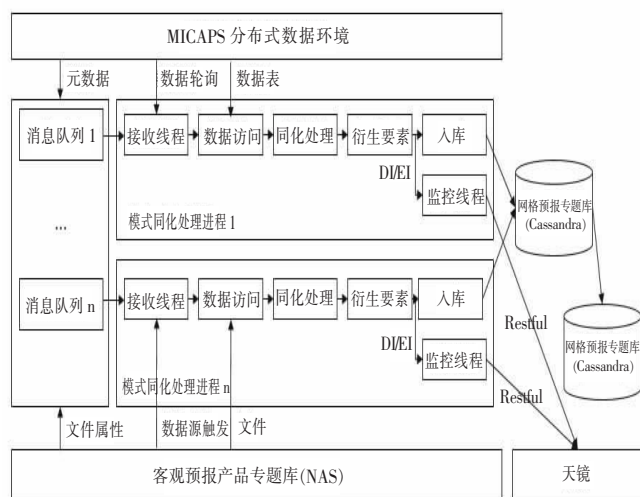 MICAPS 分布式数据环境
元数据
数据轮询
数据表
消息队列 1
接收线程
数据访问
同化处理
衍生要素
入库
DI/EI
监控线程
模式同化处理进程 1
...
网格预报专题库
(Cassandra)
消息队列 n
接收线程
数据访问
同化处理
衍生要素
入库
Restful
网格预报专题库
(Cassandra)
DI/EI
监控线程
模式同化处理进程 n
Restful
文件属性
数据源触发
文件
客观预报产品专题库(NAS)
天镜